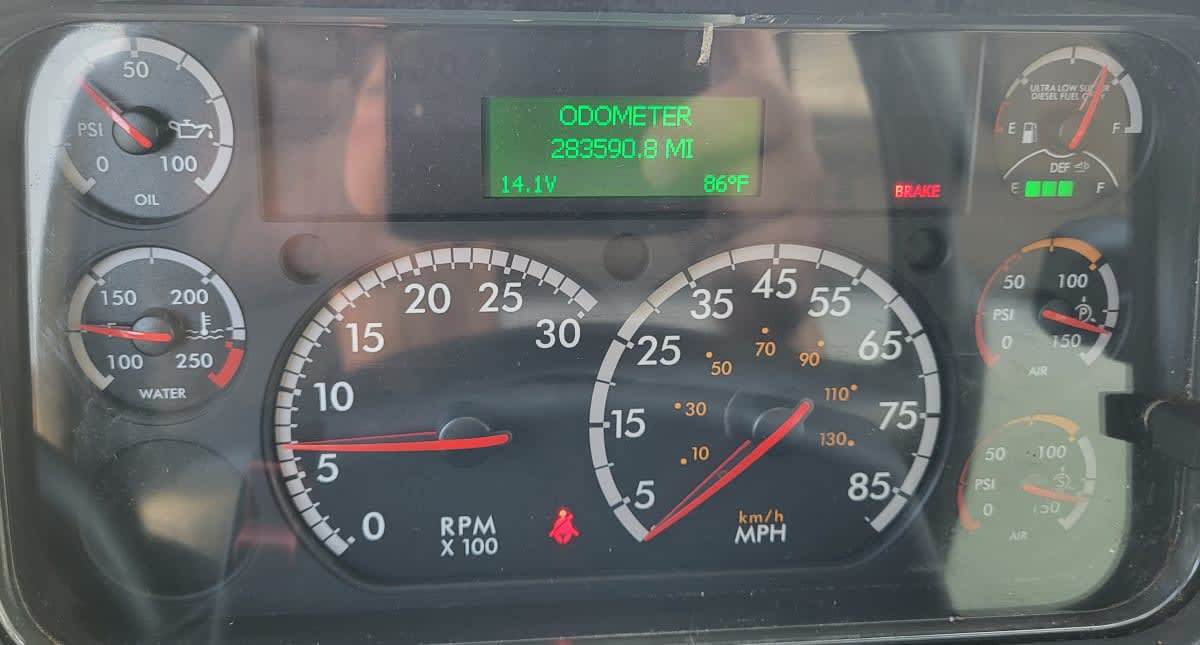 50
PSI
0
100
OIL
ODOMETER
283590.8 MI
14.1V
86°F
BRAKE
ULTRA LOW
DIESEL FUEL
E
F
DEF
E
F
150
200
100
250
WATER
0
5
10
15
20
25
30
RPM
X 100
5
15
25
35
45
55
65
75
85
10
30
50
70
90
110
130
km/h
MPH
50
100
PSI
P
0
150
AIR
50
100
PSI
S
0
150
AIR